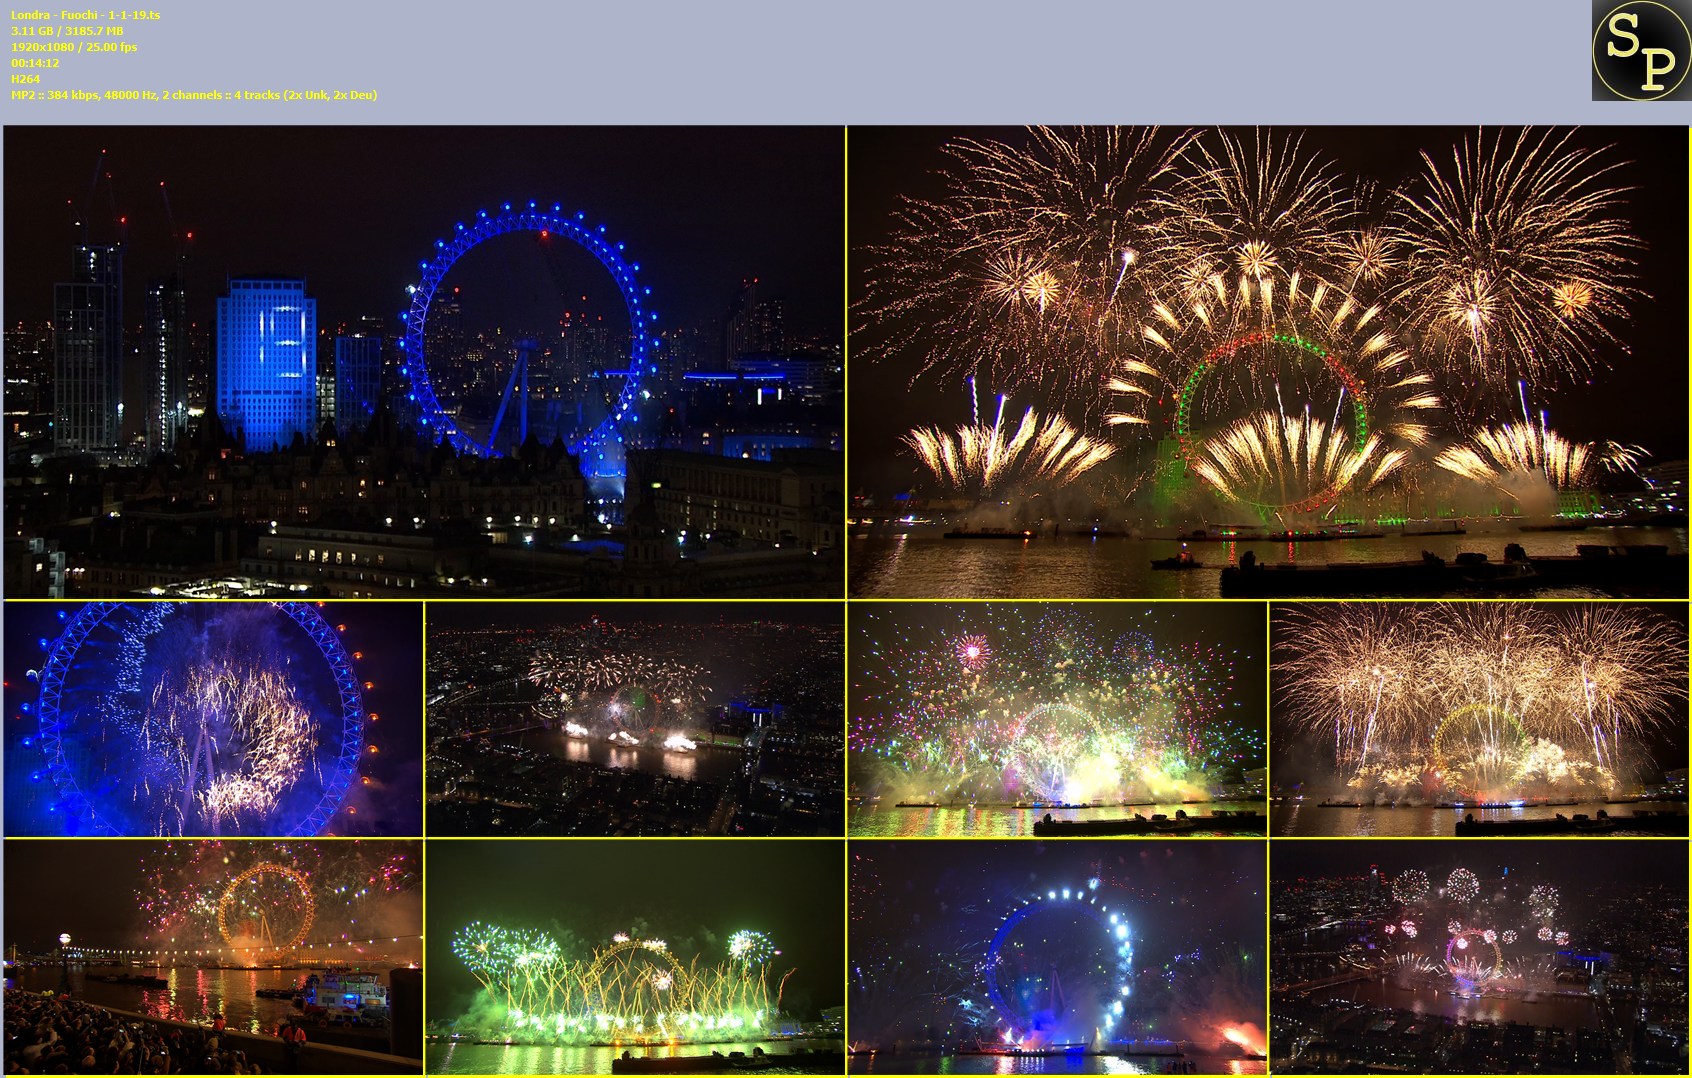 Londra - Fuochi - 1-1-19.ts
3.11 GB / 3185.7 MB
1920x1080 / 25.00 fps
00:14:12
H264
MP2 :: 384 kbps, 48000 Hz, 2 channels :: 4 tracks (2x Unk, 2x Deu)
SP
19